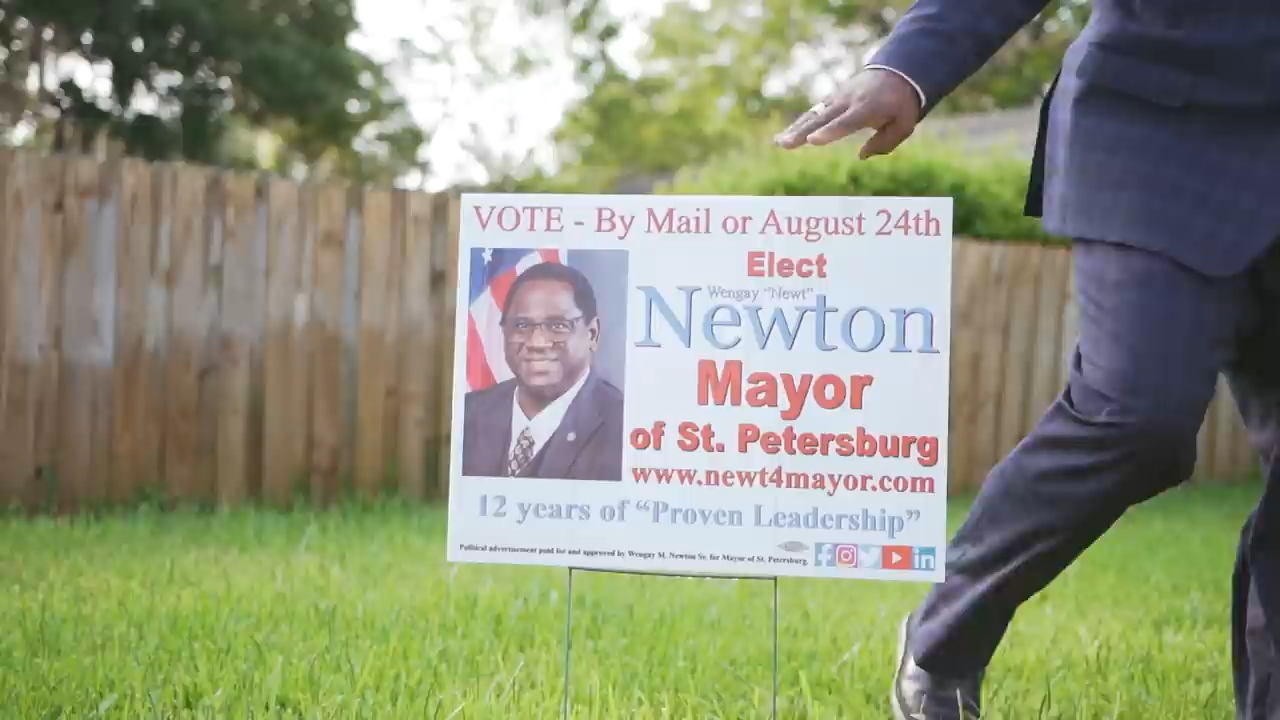 VOTE - By Mail or August 24th
Elect
Wengay "Newt"
Newton
Mayor
of St. Petersburg
www.newt4mayor.com
12 years of "Proven Leadership"
Political advertisement paid for and approved by Wengay M. Newton Sr. for Mayor of St. Petersburg.